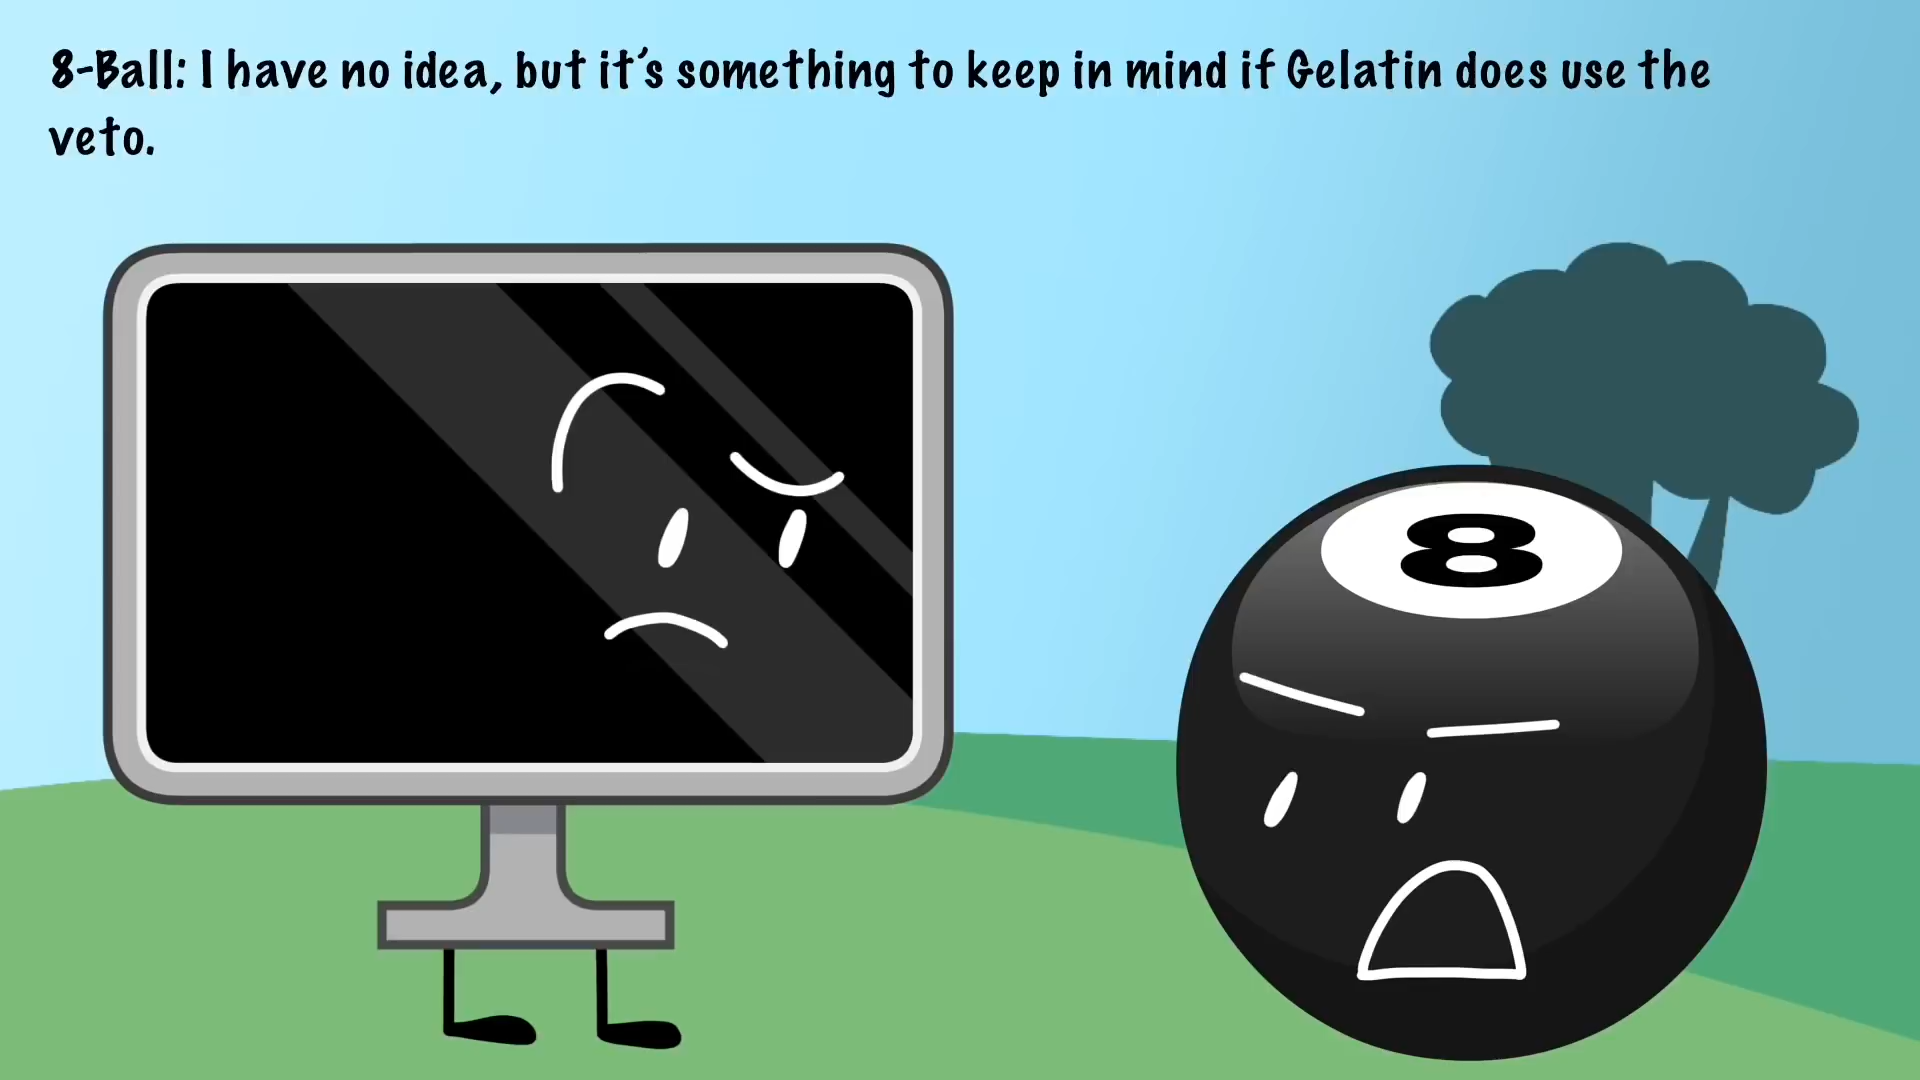 8-Ball: I have no idea, but it's something to keep in mind if Gelatin does use the
veto.
8